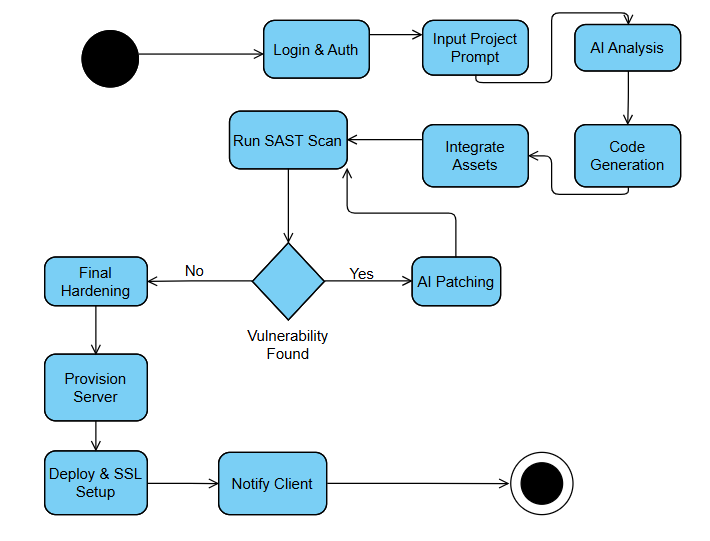 Login & Auth
Input Project
Prompt
AI Analysis
Run SAST Scan
Integrate
Assets
Code
Generation
Final
Hardening
No
Yes
AI Patching
Vulnerability
Found
Provision
Server
Deploy & SSL
Setup
Notify Client